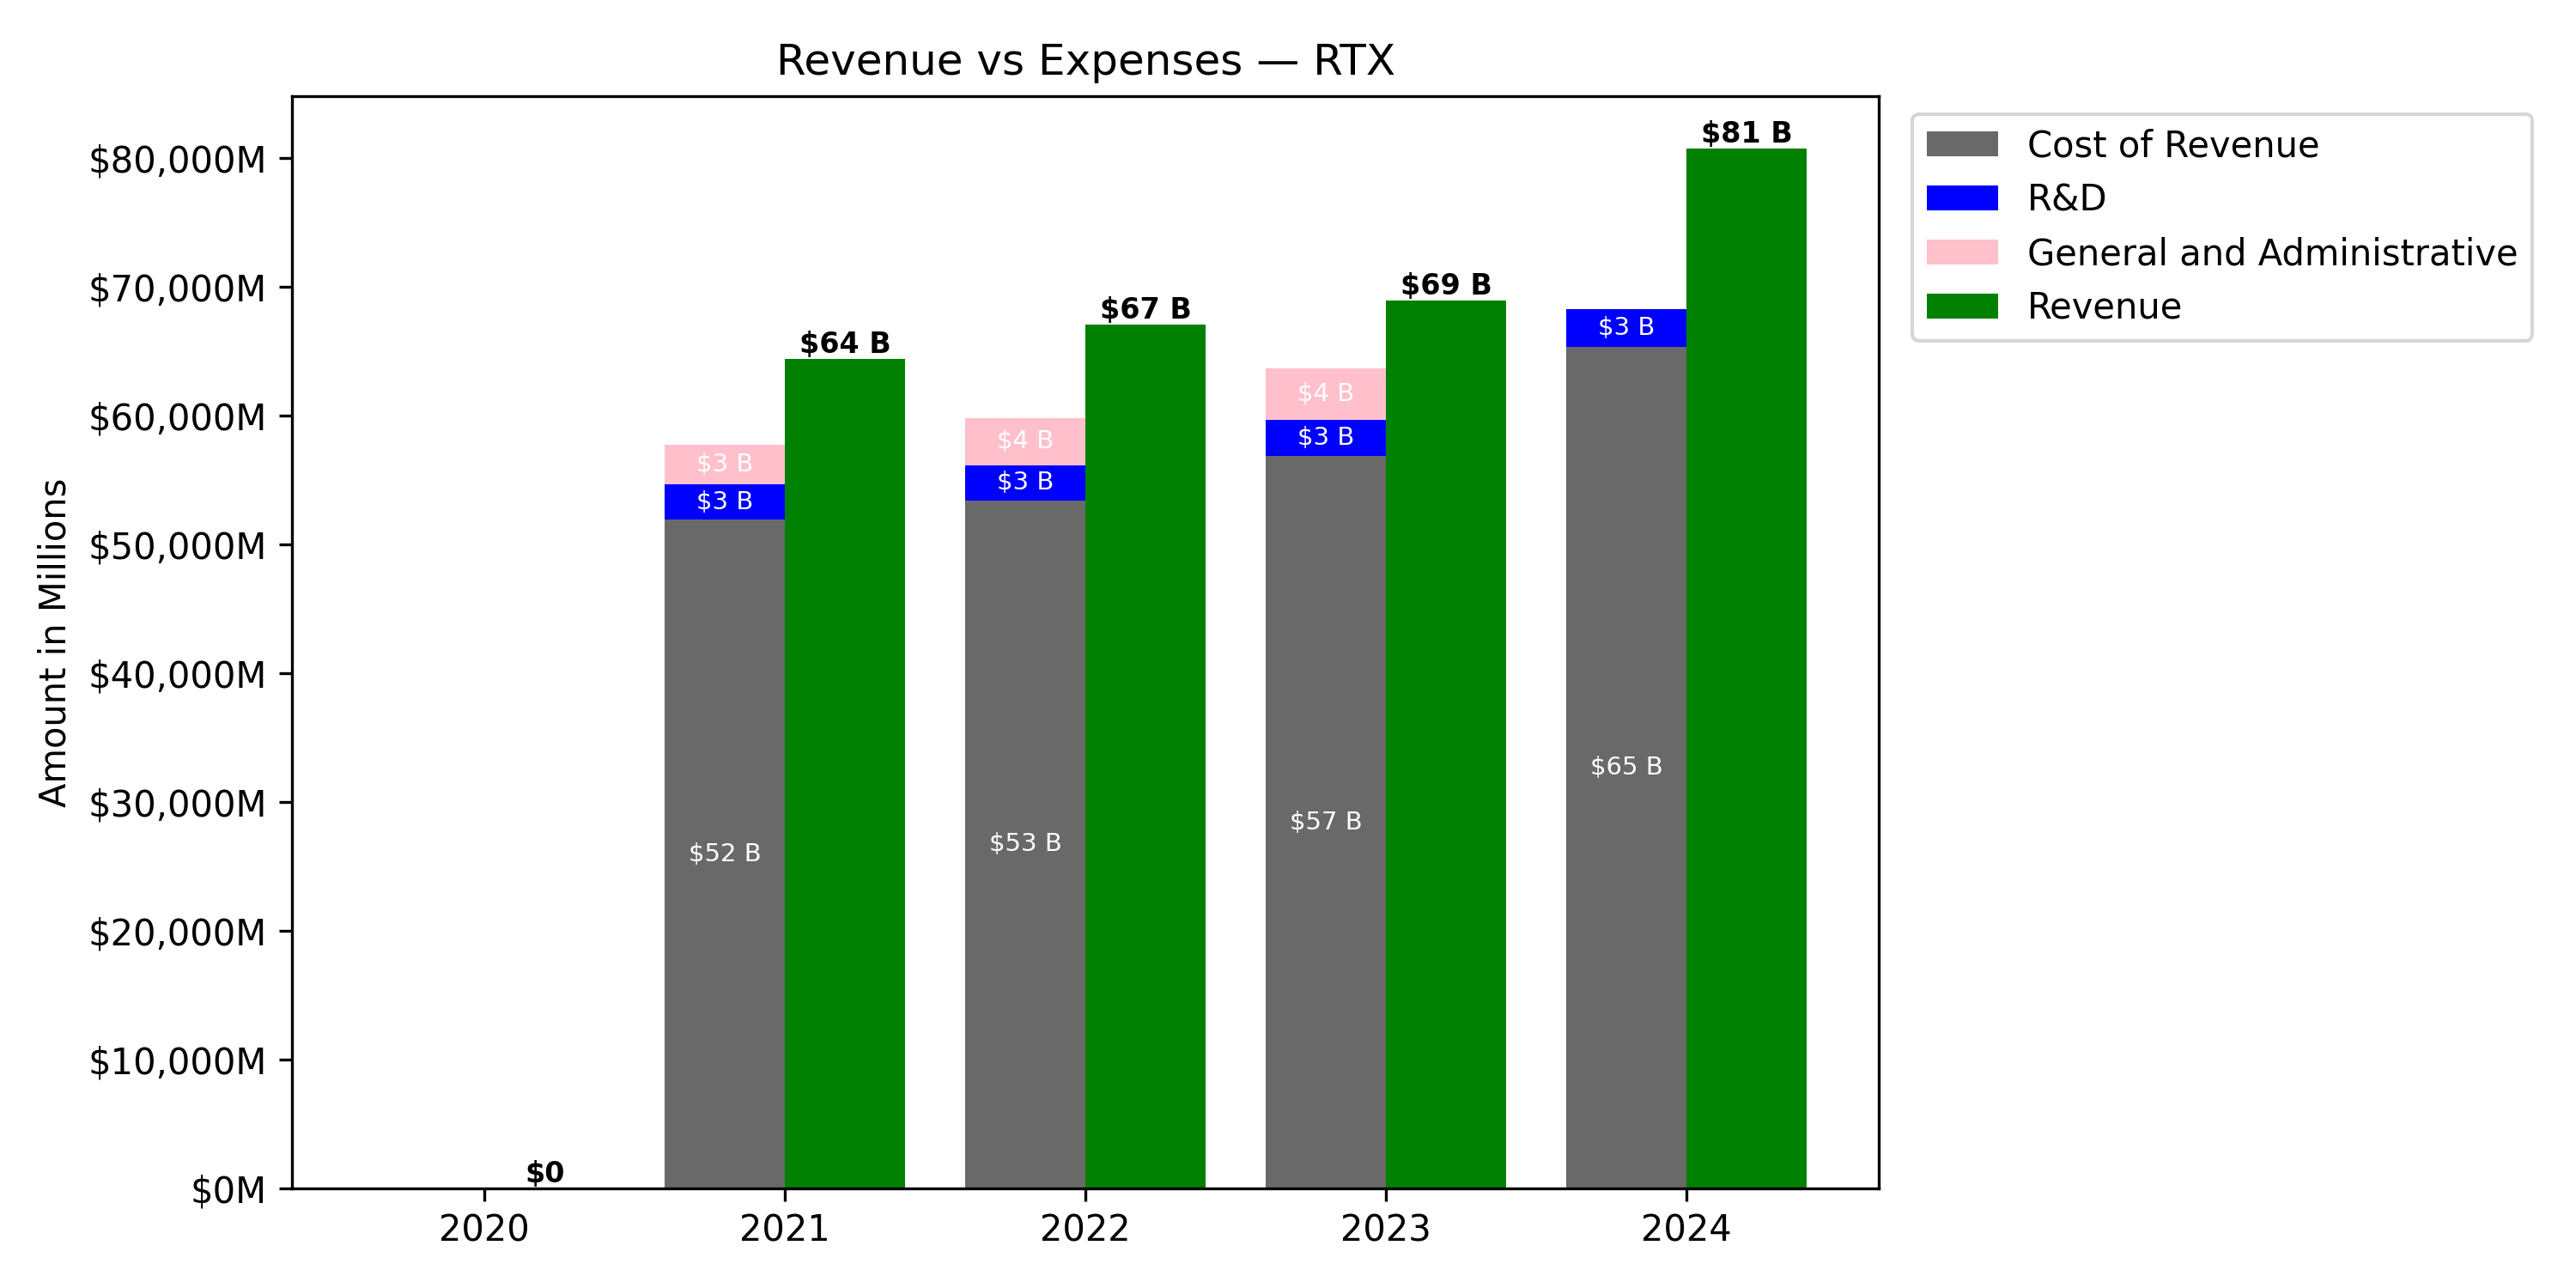 Revenue vs Expenses — RTX
Amount in Millions
$80,000M
$70,000M
$60,000M
$50,000M
$40,000M
$30,000M
$20,000M
$10,000M
$0M
$0
$3 B
$3 B
$52 B
$64 B
$4 B
$3 B
$53 B
$67 B
$4 B
$3 B
$57 B
$69 B
$3 B
$65 B
$81 B
2020
2021
2022
2023
2024
Cost of Revenue
R&D
General and Administrative
Revenue